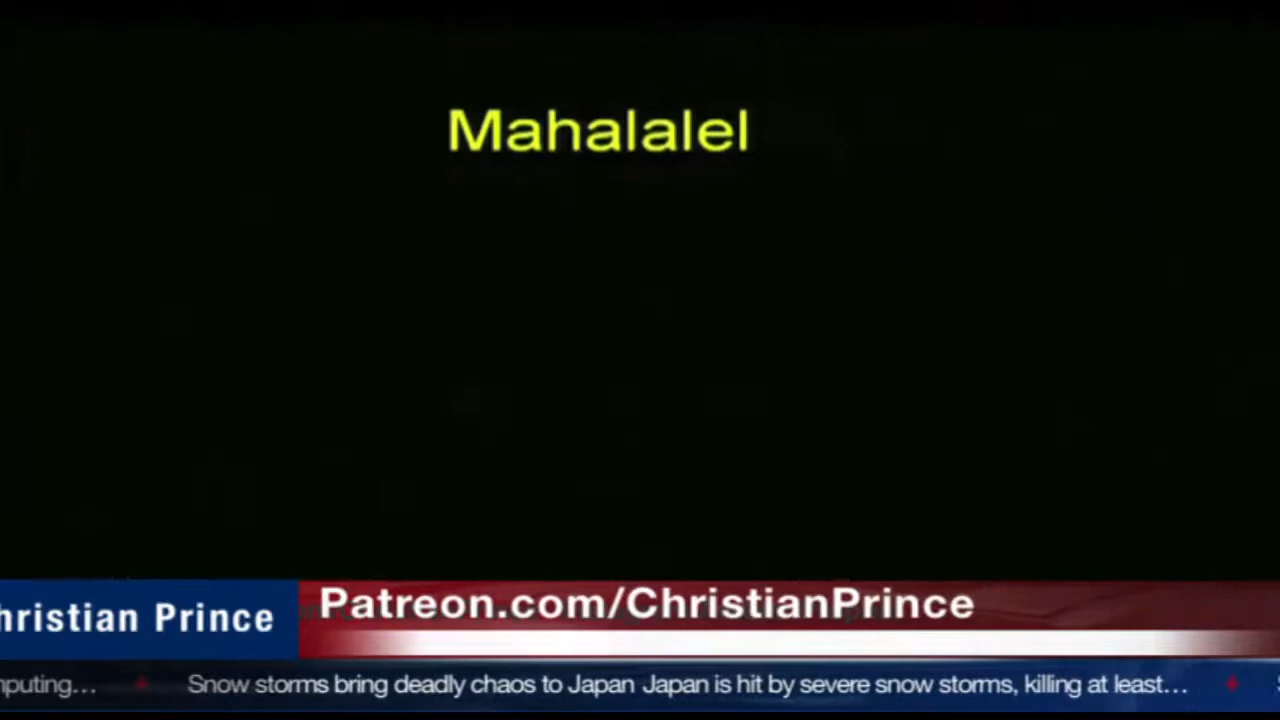 Mahalalel
hristian Prince
Patreon.com/ChristianPrince
nputing... Snow storms bring deadly chaos to Japan Japan is hit by severe snow storms, killing at least...